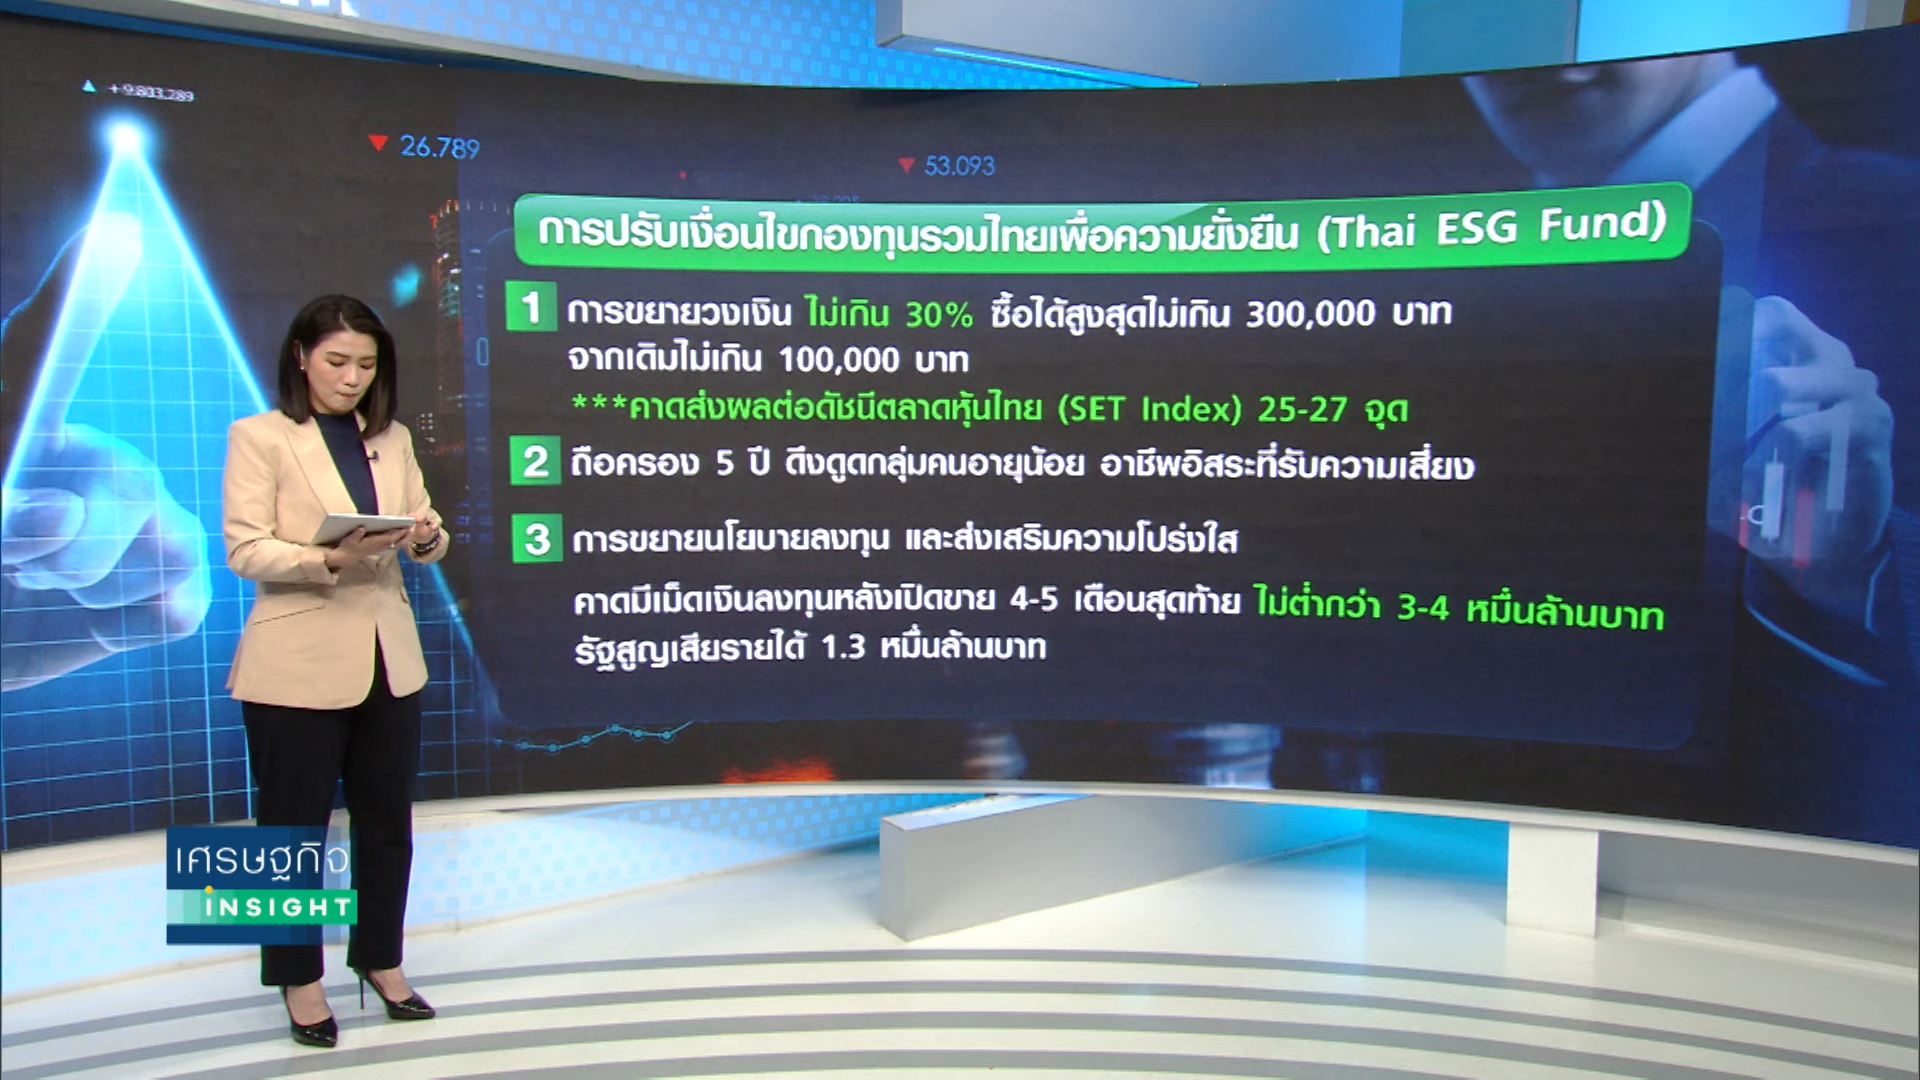 +9.803.289
26.789
53.093
การปรับเงื่อนไขกองทุนรวมไทยเพื่อความยั่งยืน (Thai ESG Fund)
1 การขยายวงเงิน ไม่เกิน 30% ซื้อได้สูงสุดไม่เกิน 300,000 บาท
จากเดิมไม่เกิน 100,000 บาท
***คาดส่งผลต่อดัชนีตลาดหุ้นไทย (SET Index) 25-27 จุด
2 ถือครอง 5 ปี ดึงดูดกลุ่มคนอายุน้อย อาชีพอิสระที่รับความเสี่ยง
3 การขยายนโยบายลงทุน และส่งเสริมความโปร่งใส
คาดมีเม็ดเงินลงทุนหลังเปิดขาย 4-5 เดือนสุดท้าย ไม่ต่ำกว่า 3-4 หมื่นล้านบาท
รัฐสูญเสียรายได้ 1.3 หมื่นล้านบาท
เศรษฐกิจ
INSIGHT